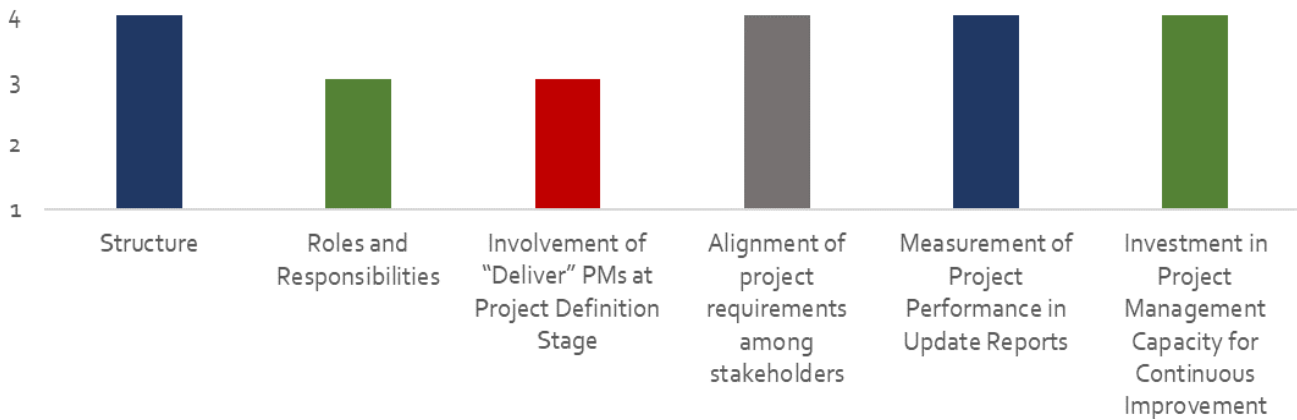 4
3
2
1
Structure
Roles and
Responsibilities
Involvement of
“Deliver” PMs at
Project Definition
Stage
Alignment of
project
requirements
among
stakeholders
Measurement of
Project
Performance in
Update Reports
Investment in
Project
Management
Capacity for
Continuous
Improvement